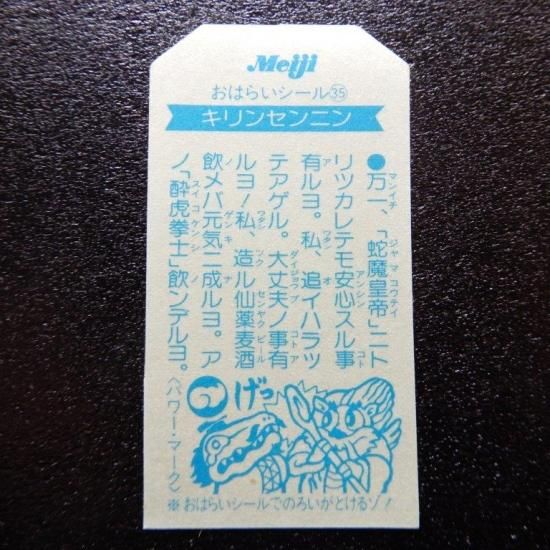 Meiji
おはらいシール㉟
キリンセンニン
●万一、「蛇魔皇帝」ニト
リツカレテモ安心スル事
有ルヨ。私、追イハラッ
テアゲル。大丈夫ノ事有
ルヨ!私、造ル仙薬麦酒
飲メバ元気ニ成ルヨ。ア
ノ「酔虎拳士」飲ンデルヨ。
げっ
〈パワー・マーク〉
※おはらいシールでのろいがとけるゾ!